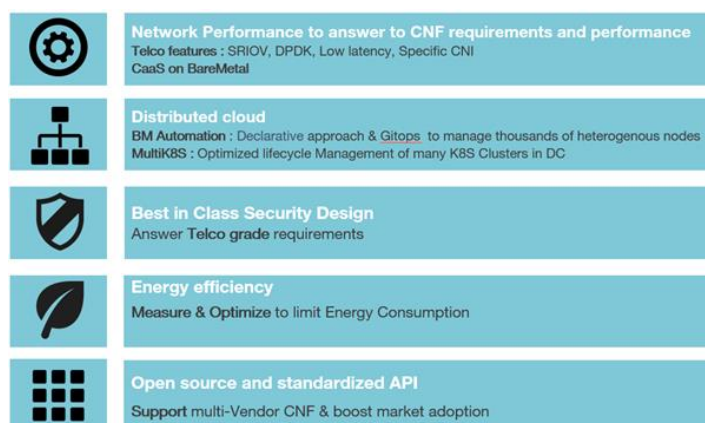 Network Performance to answer to CNF requirements and performance
Telco features : SRIOV, DPDK, Low latency, Specific CNI
CaaS on BareMetal
Distributed cloud
BM Automation : Declarative approach & Gitops to manage thousands of heterogenous nodes
MultiK8S : Optimized lifecycle Management of many K8S Clusters in DC
Best in Class Security Design
Answer Telco grade requirements
Energy efficiency
Measure & Optimize to limit Energy Consumption
Open source and standardized API
Support multi-Vendor CNF & boost market adoption